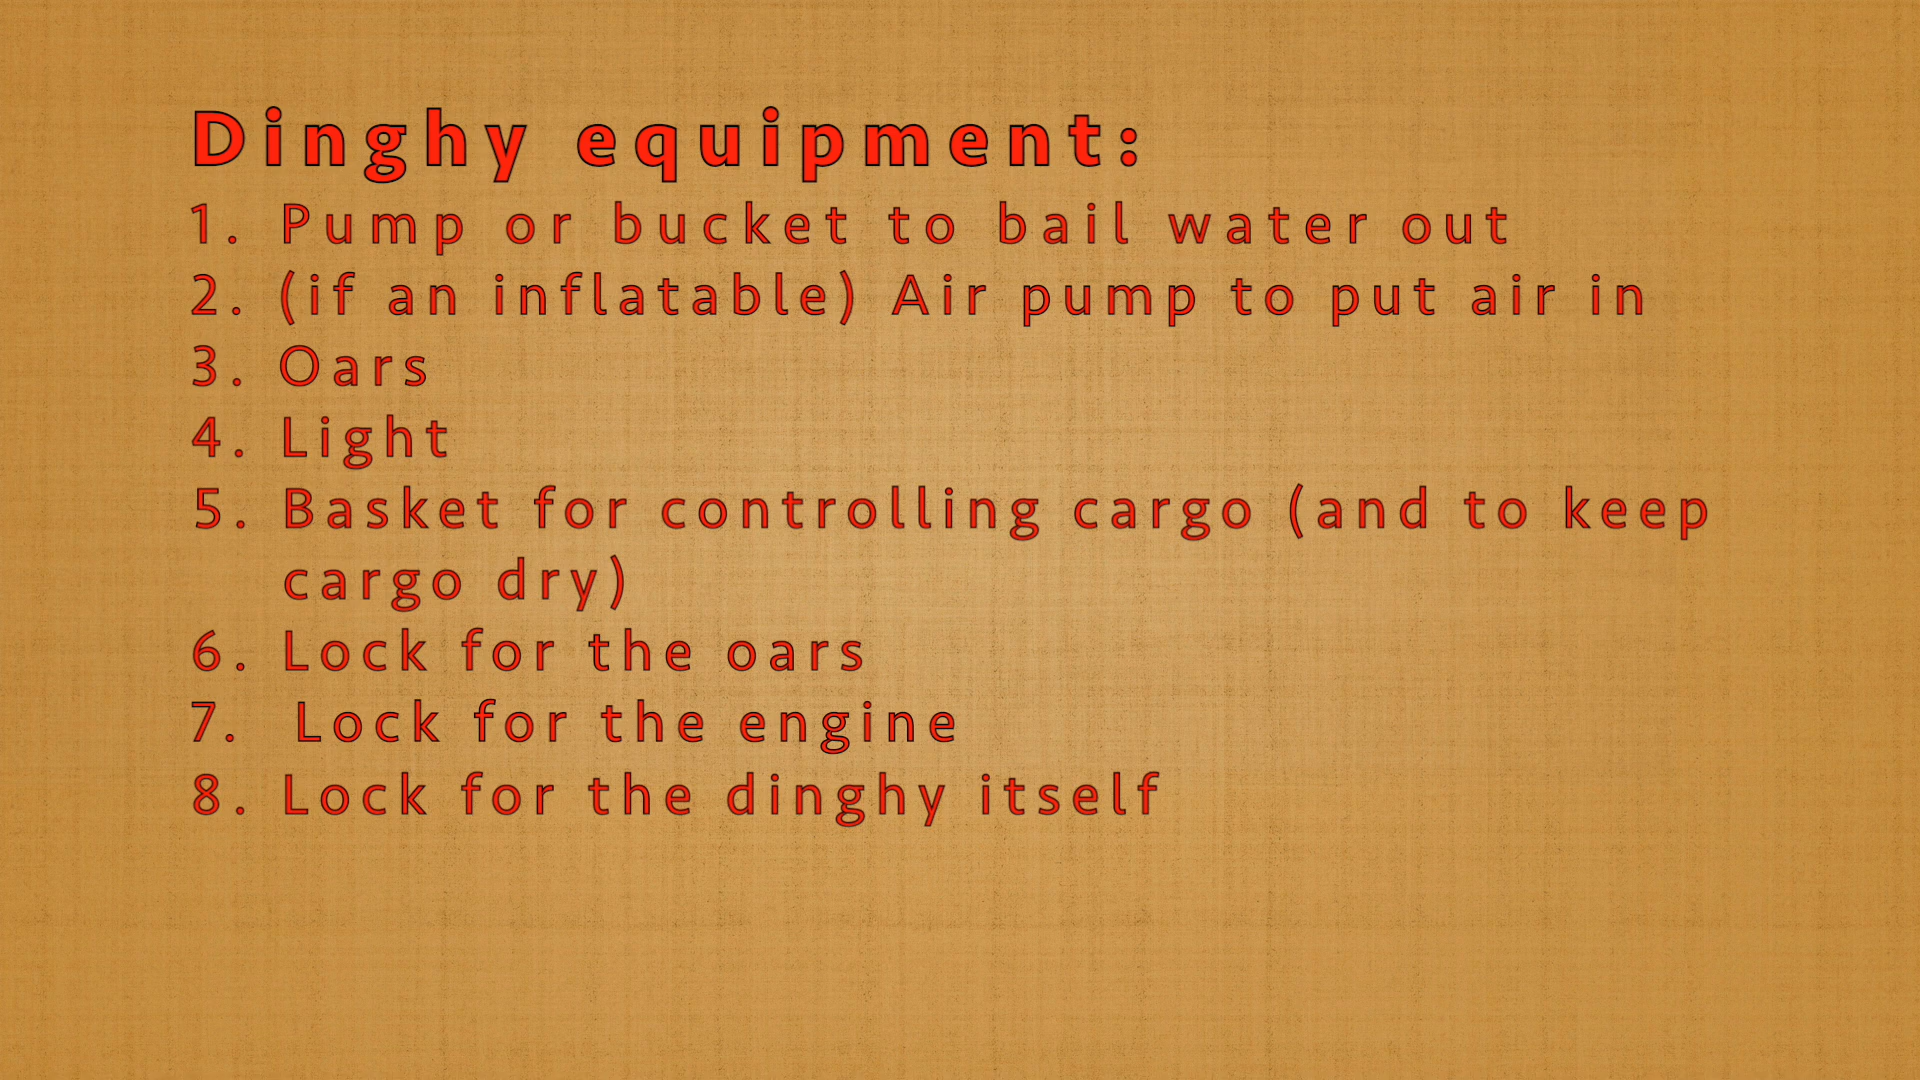 Dinghy equipment:
1. Pump or bucket to bail water out
2. (if an inflatable) Air pump to put air in
3. Oars
4. Light
5. Basket for controlling cargo (and to keep
cargo dry)
6. Lock for the oars
7. Lock for the engine
8. Lock for the dinghy itself